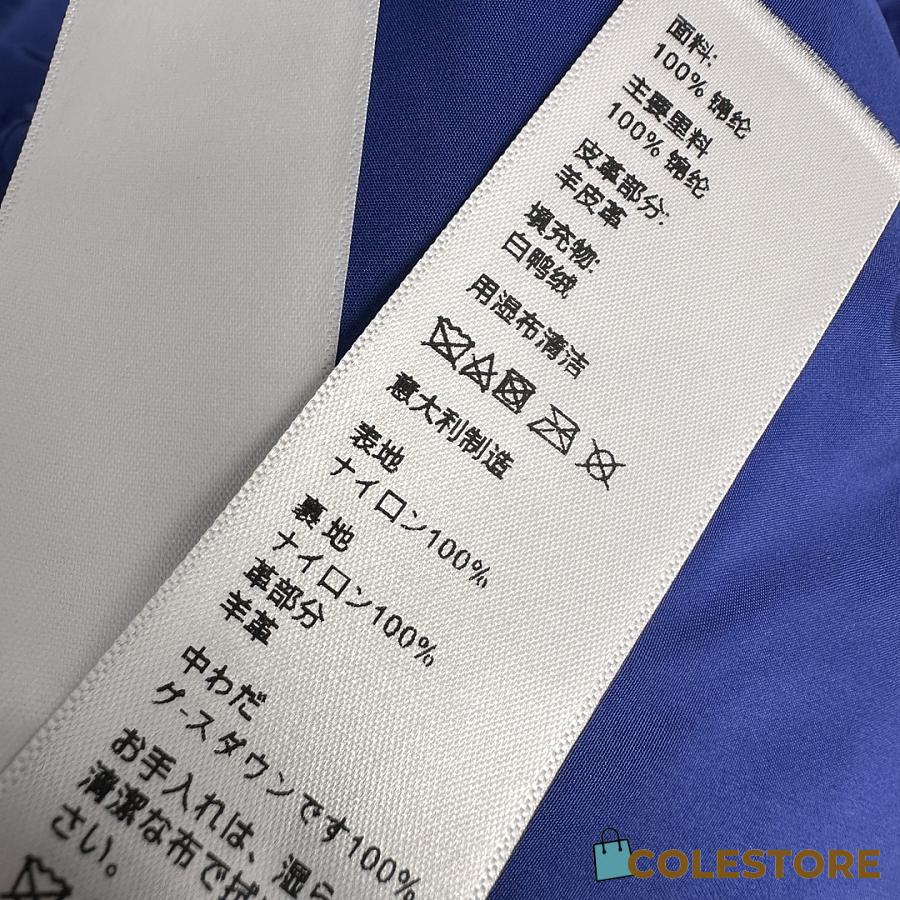 面料:
100% 锦纶
主要里料
100% 锦纶
皮革部分:
羊皮革
填充物:
白鸭绒
用湿布清洁
意大利制造
表地
ナイロン100%
裏地
ナイロン100%
革部分
羊革
中わだ
グースダウンです100%
お手入れは、湿ら
清潔な布で拭
さい。
COLESTORE